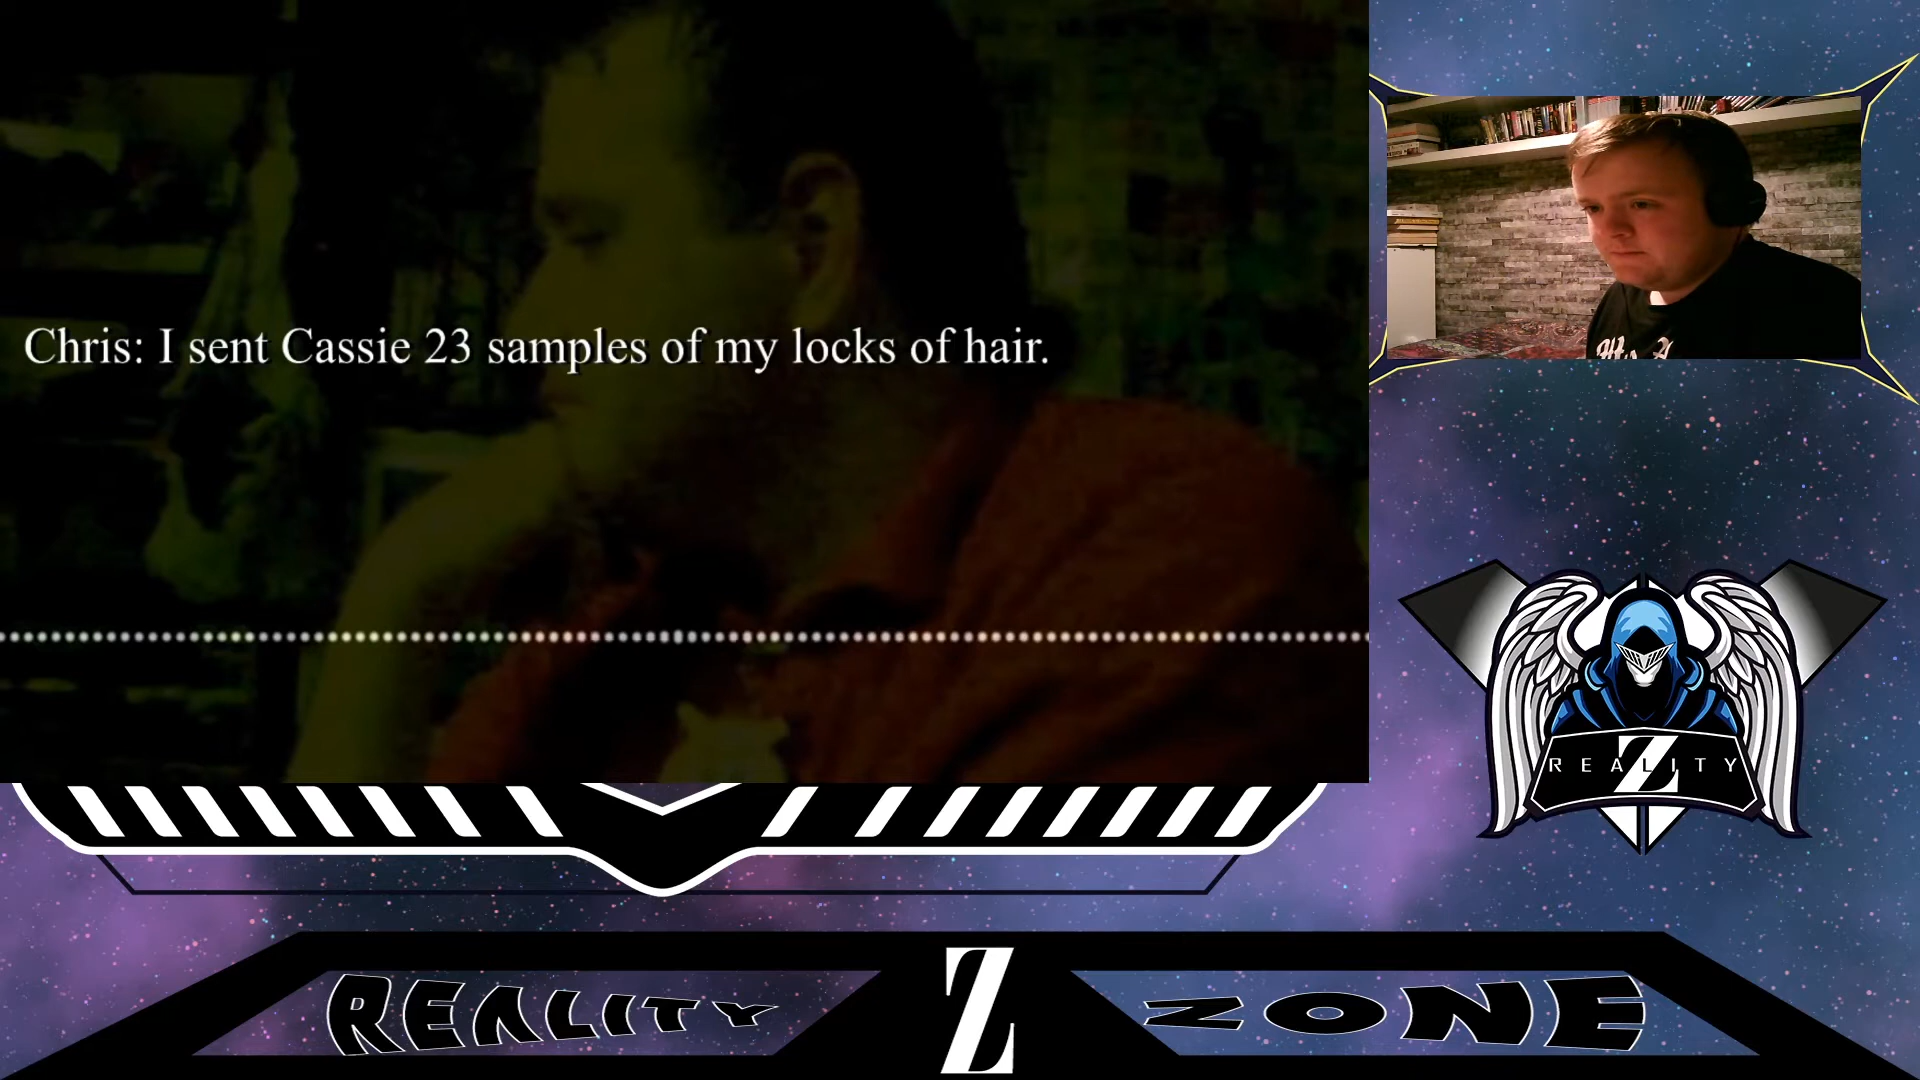 Chris: I sent Cassie 23 samples of my locks of hair.
REALITY
Z
REALITY
Z
ZONE